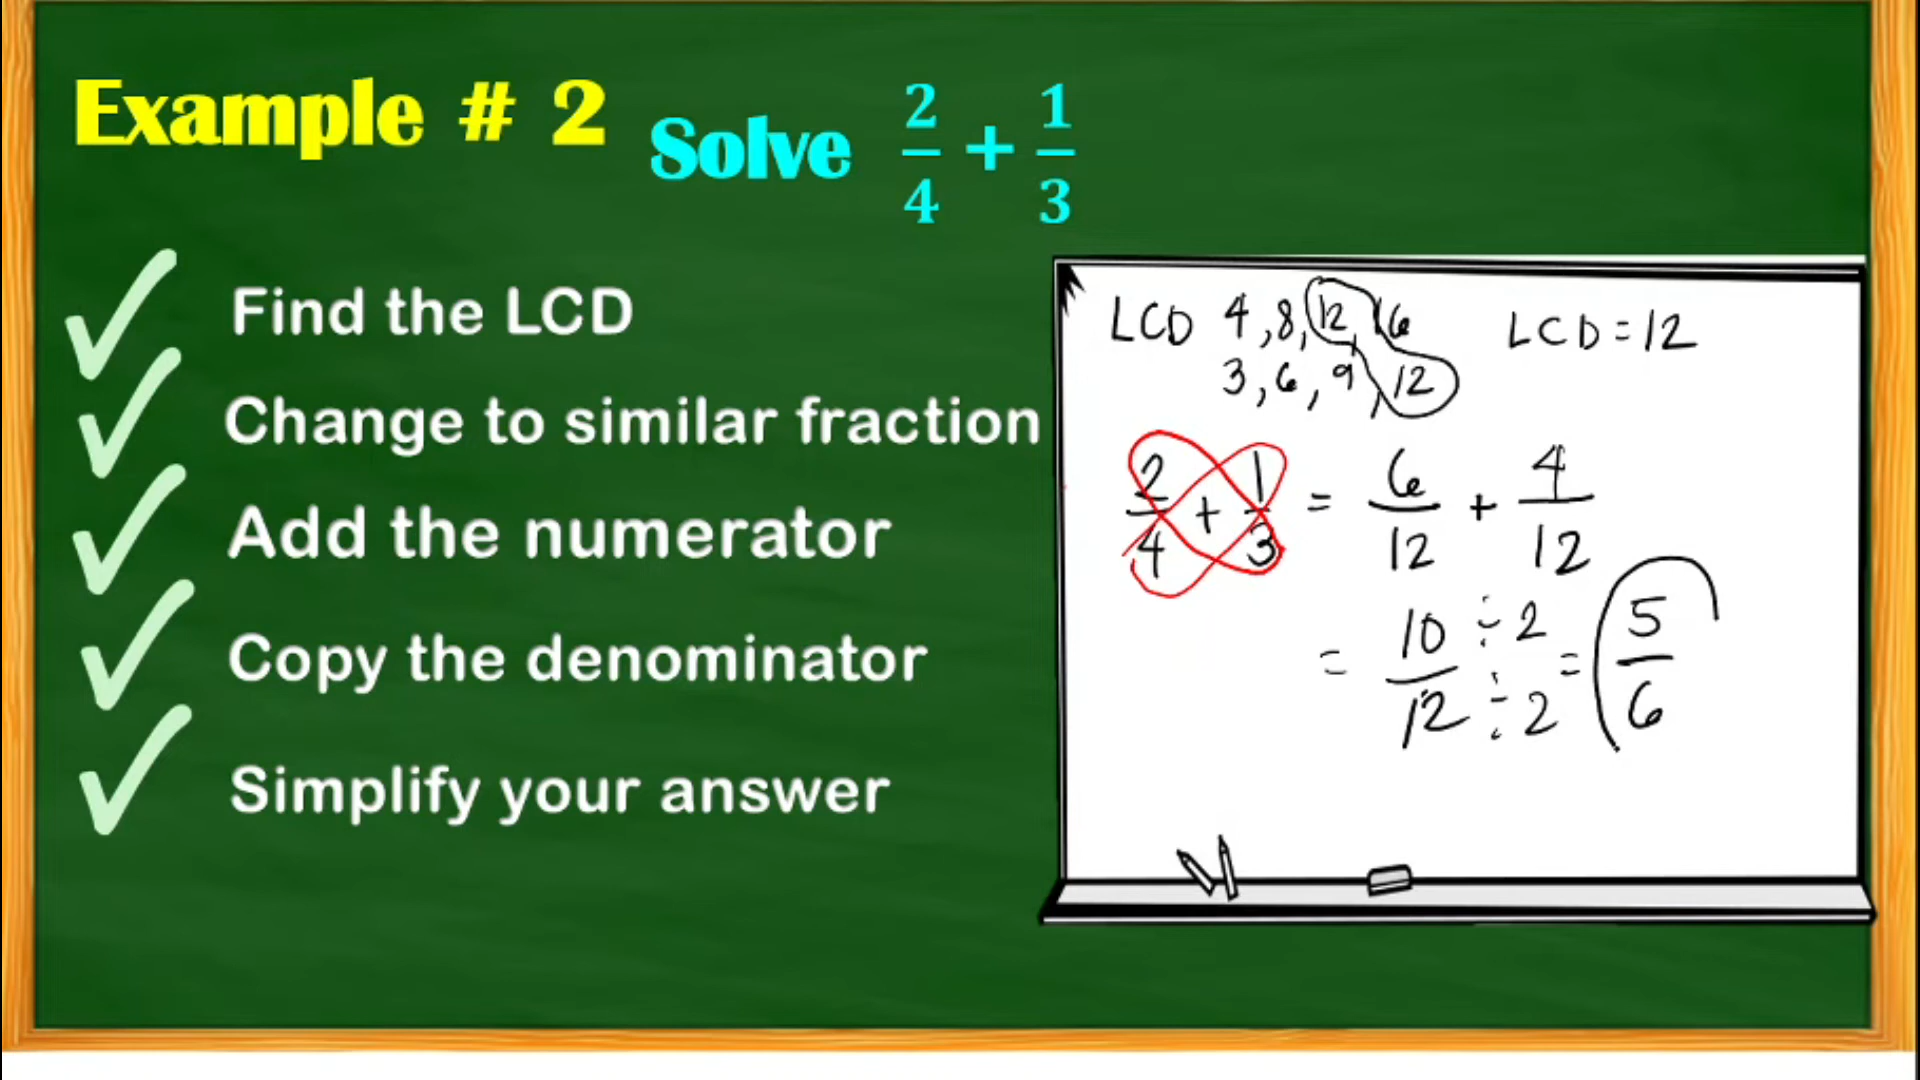 Example # 2
Solve 2/4 + 1/3
Find the LCD
Change to similar fraction
Add the numerator
Copy the denominator
Simplify your answer
LCD 4, 8, 12, 16
3, 6, 9, 12
LCD = 12
2/4 + 1/3 = 6/12 + 4/12
= 10 ÷ 2 / 12 ÷ 2 = 5/6